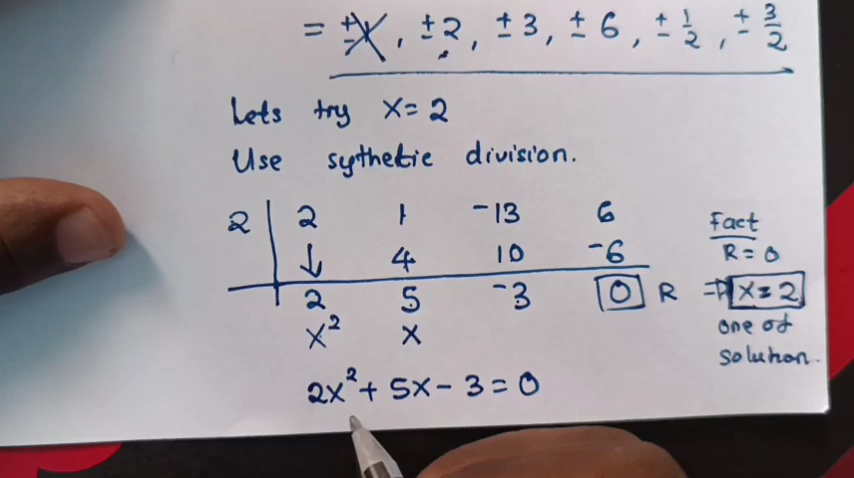 = ±1, ±2, ±3, ±6, ±1/2, ±3/2
Lets try x=2
Use sythetic division.
2 | 2 1 -13 6
↓ 4 10 -6
2 5 -3 0 R
x² x
2x² + 5x - 3 = 0
Fact
R = 0
⇒ x = 2
one of
solution.